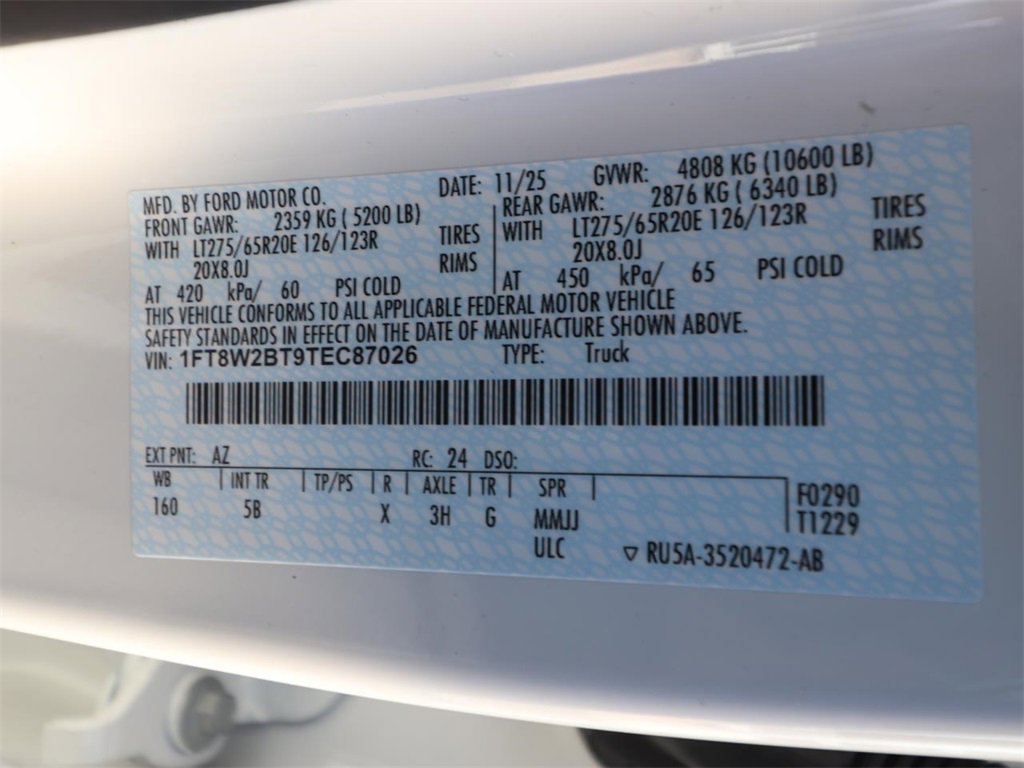 MFD. BY FORD MOTOR CO. DATE: 11/25 GVWR: 4808 KG (10600 LB)
FRONT GAWR: 2359 KG ( 5200 LB) REAR GAWR: 2876 KG ( 6340 LB)
WITH LT275/65R20E 126/123R TIRES WITH LT275/65R20E 126/123R TIRES
20X8.0J RIMS 20X8.0J RIMS
AT 420 kPa/ 60 PSI COLD AT 450 kPa/ 65 PSI COLD
THIS VEHICLE CONFORMS TO ALL APPLICABLE FEDERAL MOTOR VEHICLE
SAFETY STANDARDS IN EFFECT ON THE DATE OF MANUFACTURE SHOWN ABOVE.
VIN: 1FT8W2BT9TEC87026 TYPE: Truck
EXT PNT: AZ RC: 24 DSO:
WB INT TR TP/PS R AXLE TR SPR F0290
160 5B X 3H G MMJJ T1229
ULC ▽ RU5A-3520472-AB